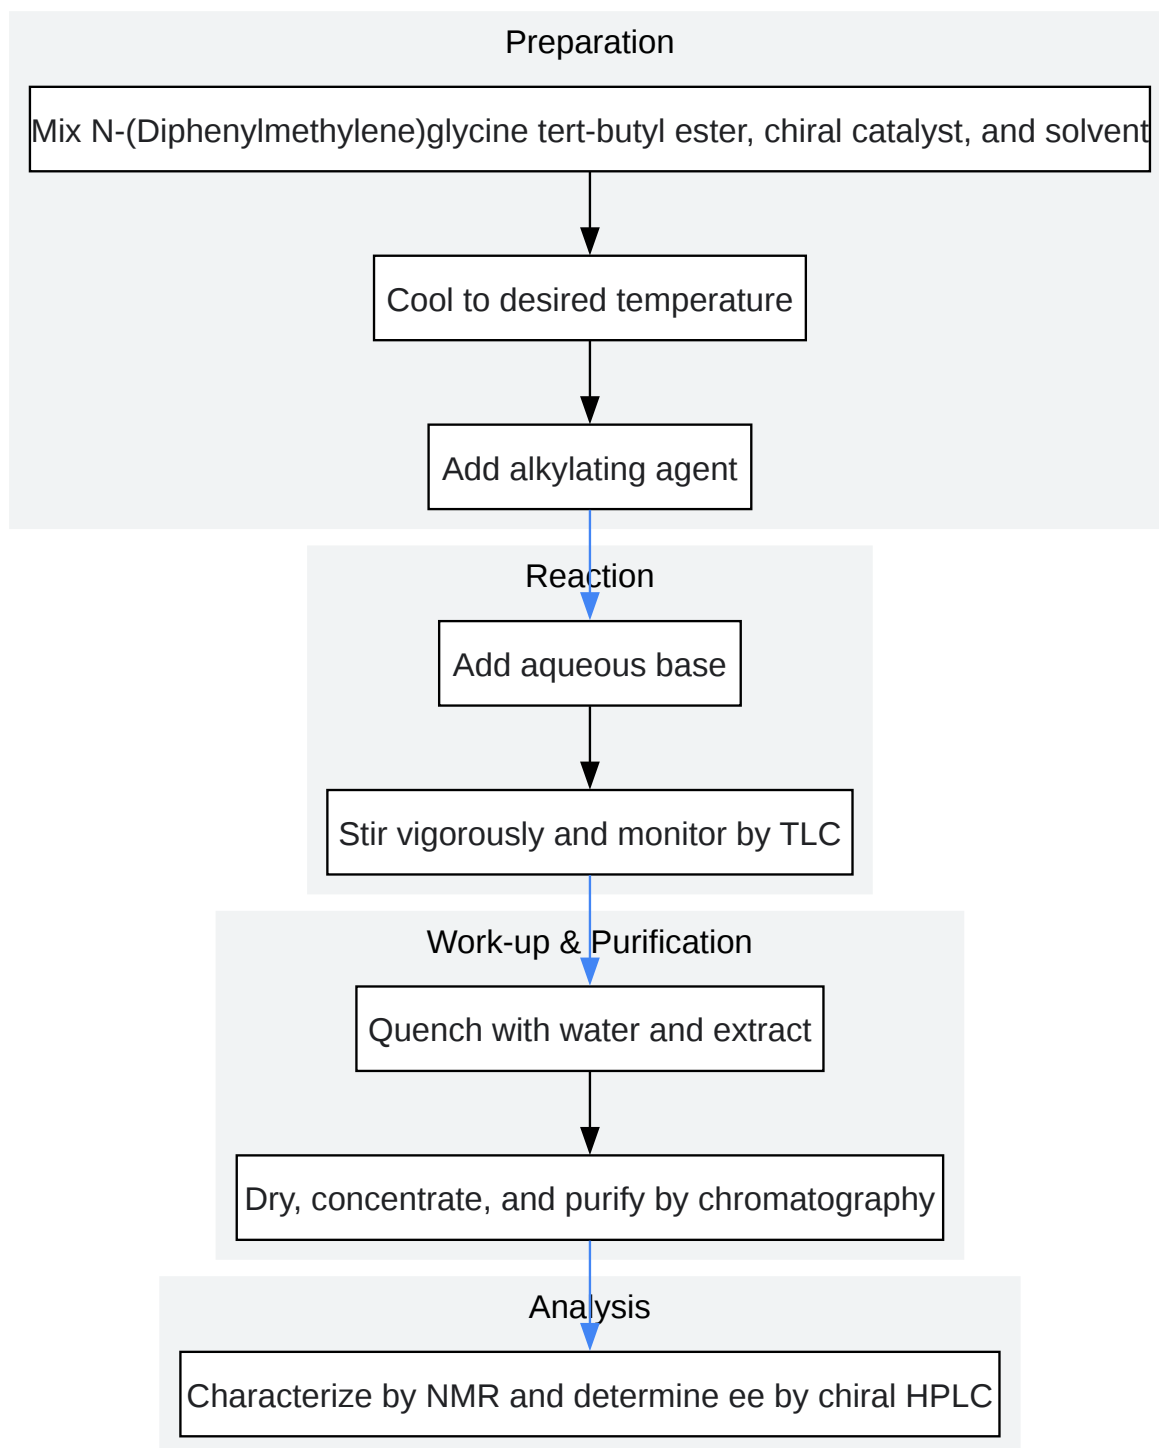 Preparation
Mix N-(Diphenylmethylene)glycine tert-butyl ester, chiral catalyst, and solvent
Cool to desired temperature
Add alkylating agent
Reaction
Add aqueous base
Stir vigorously and monitor by TLC
Work-up & Purification
Quench with water and extract
Dry, concentrate, and purify by chromatography
Analysis
Characterize by NMR and determine ee by chiral HPLC